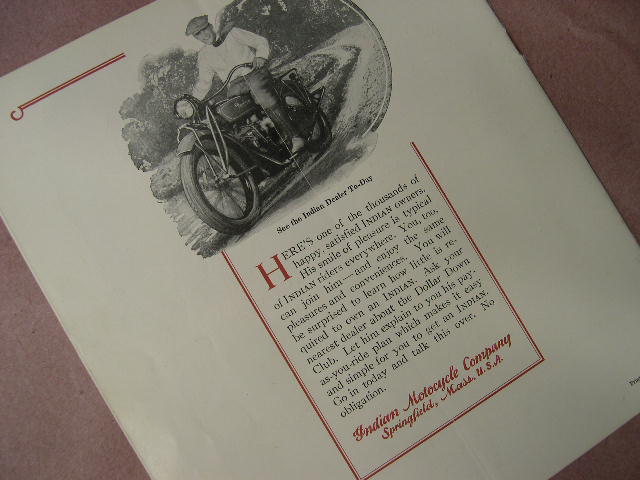 See the Indian Dealer To-Day
HERE'S one of the thousands of
happy, satisfied INDIAN owners.
His smile of pleasure is typical
of INDIAN riders everywhere. You, too,
can join him—and enjoy the same
pleasures and conveniences. You will
be surprised to learn how little is re-
quired to own an INDIAN. Ask your
nearest dealer about the Dollar Down
Club. Let him explain to you his pay-
as-you-ride plan which makes it easy
and simple for you to get an INDIAN.
Go in today and talk this over. No
obligation.
Indian Motocycle Company
Springfield, Mass. U.S.A.